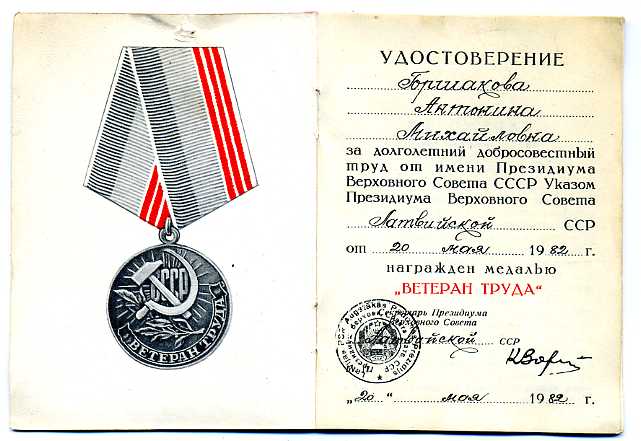 СССР
ВЕТЕРАН ТРУДА
УДОСТОВЕРЕНИЕ
Антонина
Михайловна
за долголетний добросовестный
труд от имени Президиума
Верховного Совета СССР Указом
Президиума Верховного Совета
Латвийской ССР
от 20 мая 1982 г.
награжден медалью
„ВЕТЕРАН ТРУДА“
Секретарь Президиума
Верховного Совета
Латвийской ССР
„20“ мая 1982 г.